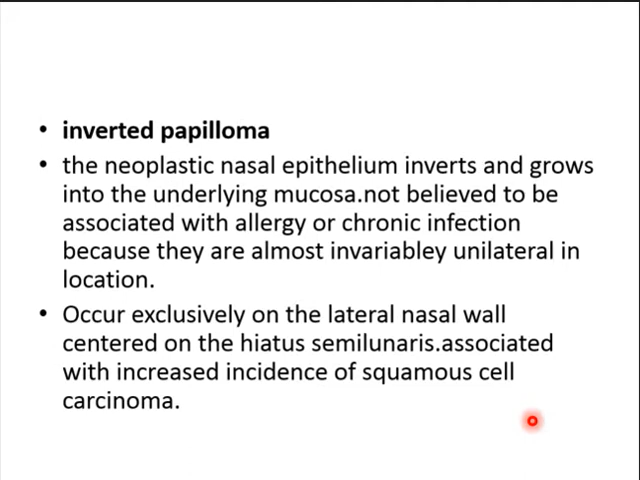 • inverted papilloma
• the neoplastic nasal epithelium inverts and grows
into the underlying mucosa.not believed to be
associated with allergy or chronic infection
because they are almost invariabley unilateral in
location.
• Occur exclusively on the lateral nasal wall
centered on the hiatus semilunaris.associated
with increased incidence of squamous cell
carcinoma.